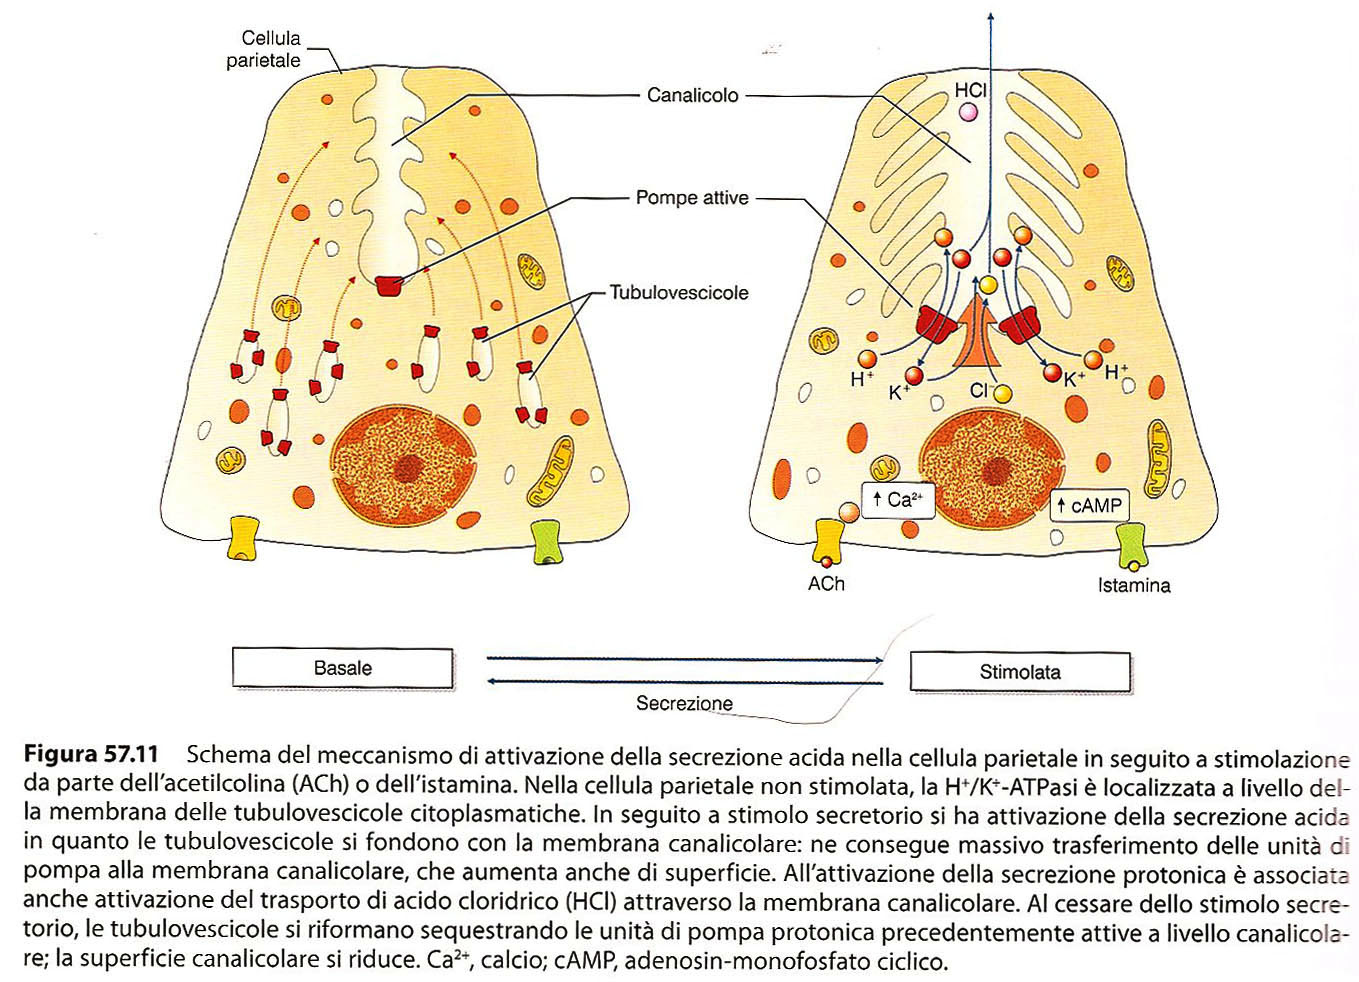 Cellula
parietale
Canalicolo
HCl
Pompe attive
Tubulovescicole
H⁺
K⁺
Cl⁻
K⁺
H⁺
↑ Ca²⁺
↑ cAMP
ACh
Istamina
Basale
Stimolata
Secrezione
Figura 57.11 Schema del meccanismo di attivazione della secrezione acida nella cellula parietale in seguito a stimolazione
da parte dell'acetilcolina (ACh) o dell'istamina. Nella cellula parietale non stimolata, la H⁺/K⁺-ATPasi è localizzata a livello del-
la membrana delle tubulovescicole citoplasmatiche. In seguito a stimolo secretorio si ha attivazione della secrezione acida
in quanto le tubulovescicole si fondono con la membrana canalicolare: ne consegue massivo trasferimento delle unità di
pompa alla membrana canalicolare, che aumenta anche di superficie. All'attivazione della secrezione protonica è associata
anche attivazione del trasporto di acido cloridrico (HCl) attraverso la membrana canalicolare. Al cessare dello stimolo secre-
torio, le tubulovescicole si riformano sequestrando le unità di pompa protonica precedentemente attive a livello canalicola-
re; la superficie canalicolare si riduce. Ca²⁺, calcio; cAMP, adenosin-monofosfato ciclico.